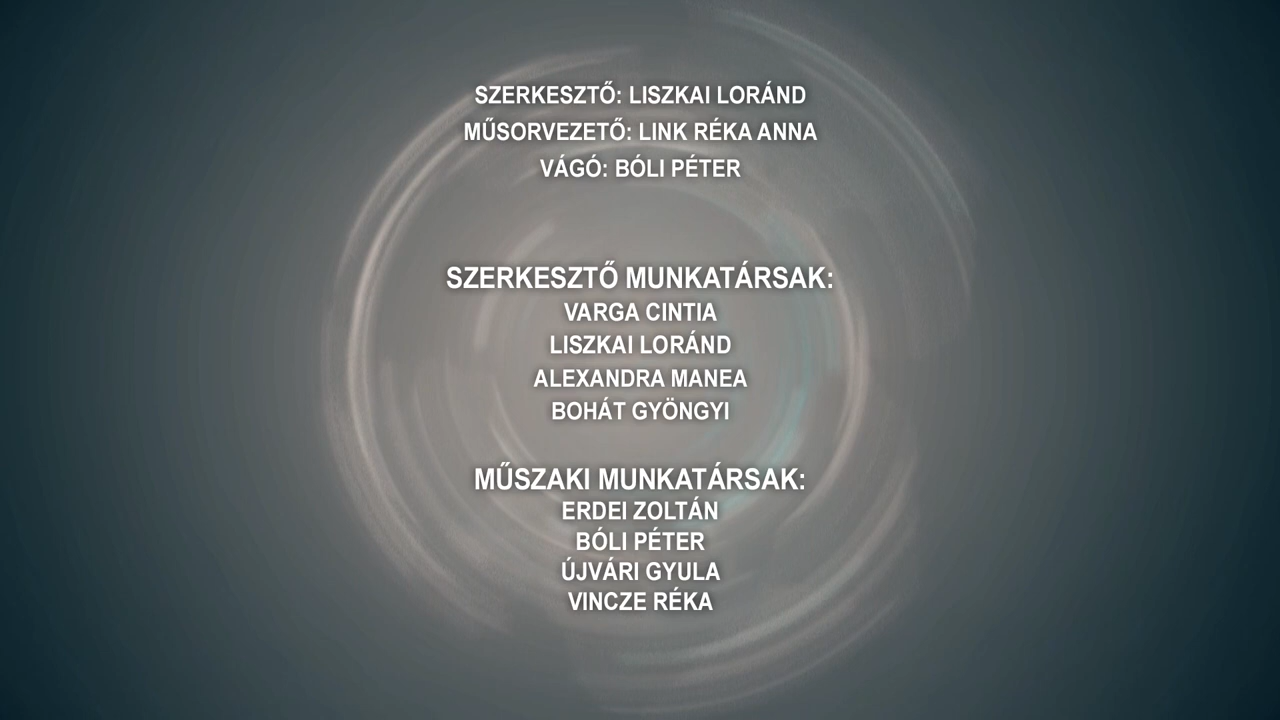 SZERKESZTŐ: LISZKAI LORÁND
MŰSORVEZETŐ: LINK RÉKA ANNA
VÁGÓ: BÓLI PÉTER
SZERKESZTŐ MUNKATÁRSAK:
VARGA CINTIA
LISZKAI LORÁND
ALEXANDRA MANEA
BOHÁT GYÖNGYI
MŰSZAKI MUNKATÁRSAK:
ERDEI ZOLTÁN
BÓLI PÉTER
ÚJVÁRI GYULA
VINCZE RÉKA